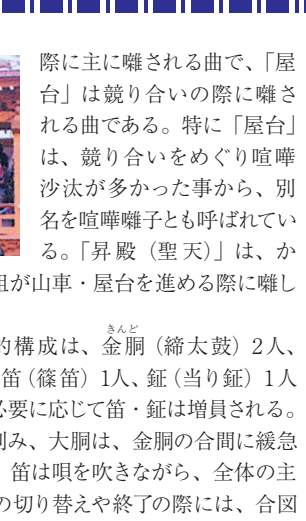 際に主に囃される曲で、「屋
台」は競り合いの際に囃さ
れる曲である。特に「屋台」
は、競り合いをめぐり喧嘩
沙汰が多かった事から、別
名を喧嘩囃子とも呼ばれてい
る。「昇殿（聖天）」は、か
組が山車・屋台を進める際に囃し
的構成は、金胴（締太鼓）2人、
きんど
笛（篠笛）1人、鉦（当り鉦）1人
必要に応じて笛・鉦は増員される。
刻み、大胴は、金胴の合間に緩急
笛は唄を吹きながら、全体の主
の切り替えや終了の際には、合図